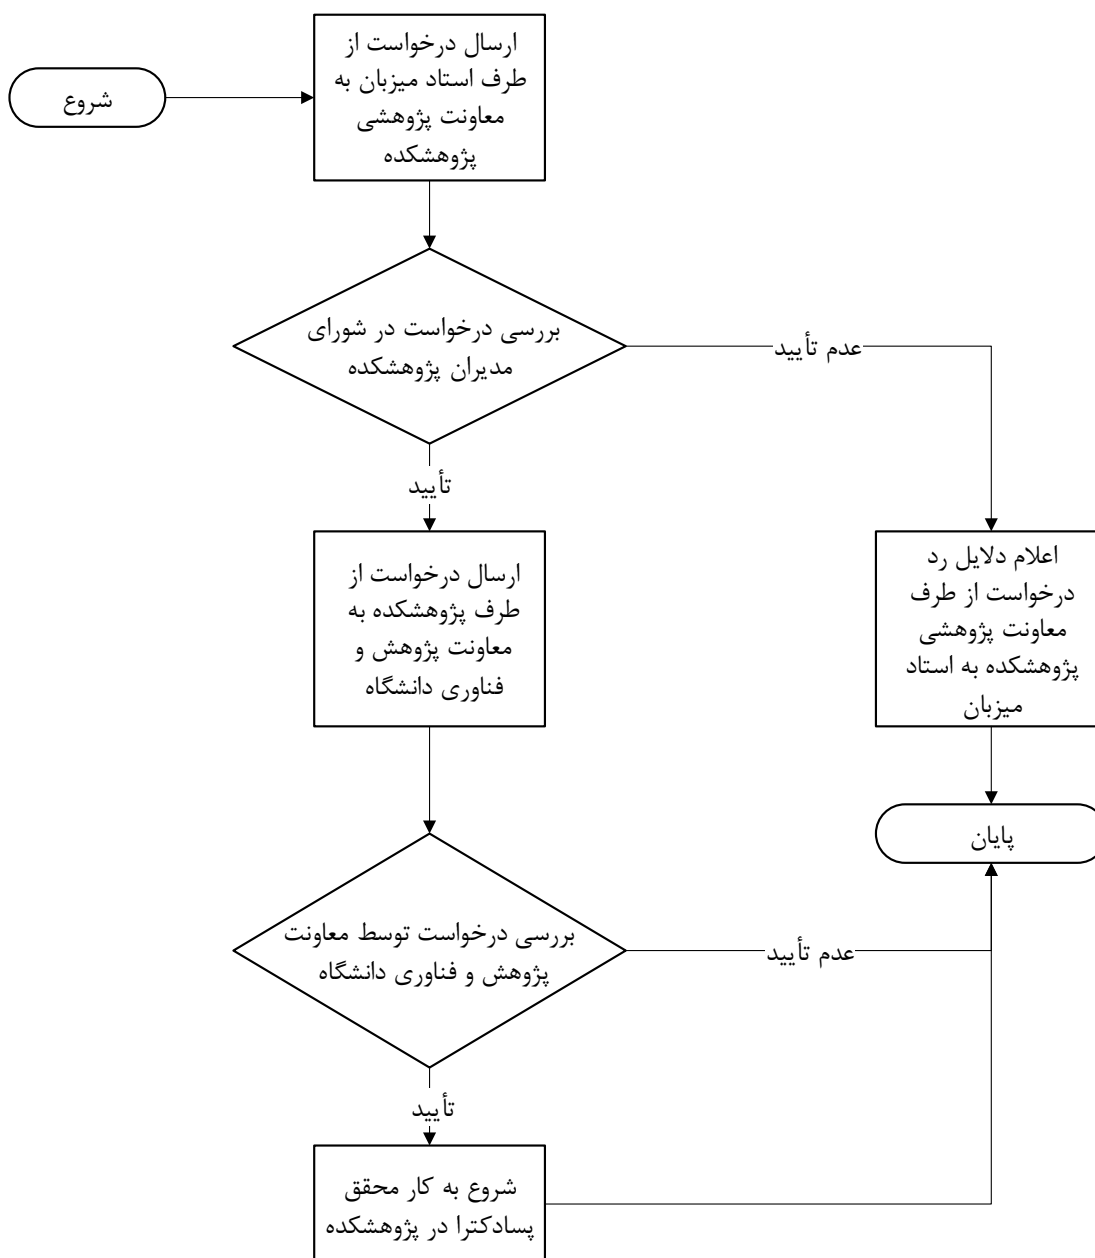 شروع
ارسال درخواست از
طرف استاد میزبان به
معاونت پژوهشی
پژوهشکده
بررسی درخواست در شورای
مدیران پژوهشکده
عدم تأیید
تأیید
ارسال درخواست از
طرف پژوهشکده به
معاونت پژوهش و
فناوری دانشگاه
اعلام دلایل رد
درخواست از طرف
معاونت پژوهشی
پژوهشکده به استاد
میزبان
پایان
بررسی درخواست توسط معاونت
پژوهش و فناوری دانشگاه
عدم تأیید
تأیید
شروع به کار محقق
پسادکترا در پژوهشکده